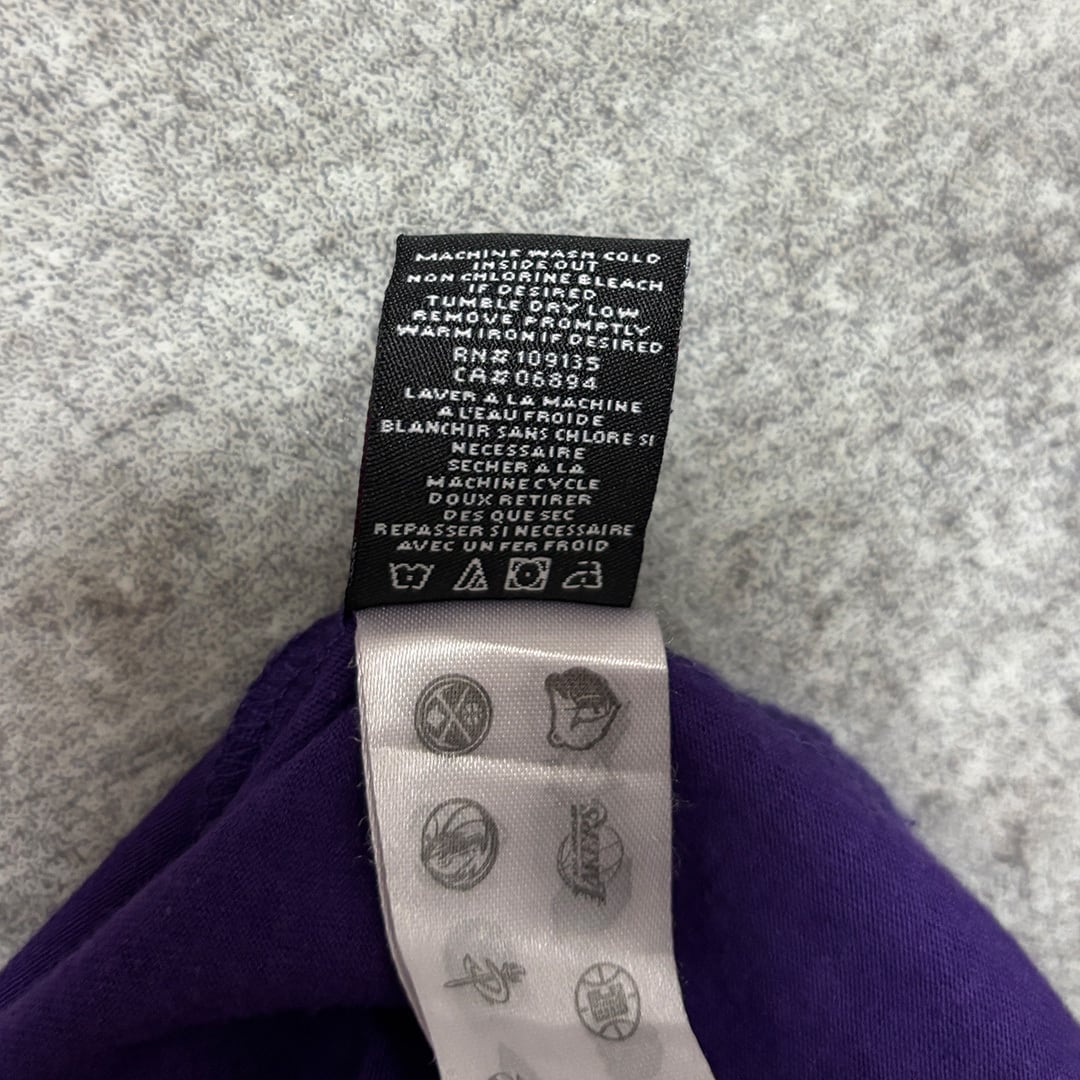 MACHINE WASH COLD
INSIDE OUT
NON CHLORINE BLEACH
IF DESIRED
TUMBLE DRY LOW
REMOVE PROMPTLY
WARM IRON IF DESIRED
RN# 109135
CA# 06894
LAVER A LA MACHINE
A L'EAU FROIDE
BLANCHIR SANS CHLORE SI
NECESSAIRE
SECHER A LA
MACHINE CYCLE
DOUX RETIRER
DES QUE SEC
REPASSER SI NECESSAIRE
AVEC UN FER FROID